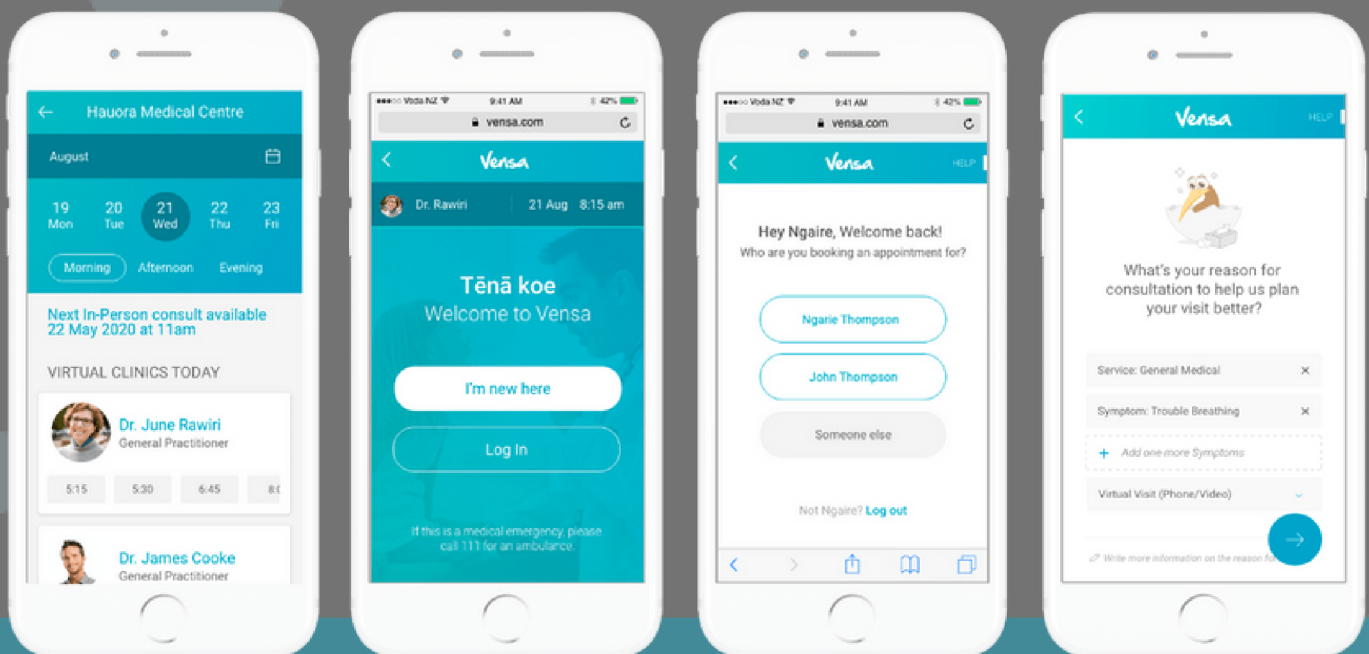 Hauora Medical Centre
August
19 20 21 22 23
Mon Tue Wed Thu Fri
Morning Afternoon Evening
Next In-Person consult available
22 May 2020 at 11am
VIRTUAL CLINICS TODAY
Dr. June Rawiri
General Practitioner
5:15 5:30 6:45
Dr. James Cooke
General Practitioner
Voda NZ 9:41 AM 42%
vensa.com
Vensa
Dr. Rawiri 21 Aug 8:15 am
Tēnā koe
Welcome to Vensa
I'm new here
Log In
If this is a medical emergency, please
call 111 for an ambulance.
Voda NZ 9:41 AM 42%
vensa.com
Vensa HELP
Hey Ngaire, Welcome back!
Who are you booking an appointment for?
Ngarie Thompson
John Thompson
Someone else
Not Ngaire? Log out
Vensa HELP
What's your reason for
consultation to help us plan
your visit better?
Service: General Medical ×
Symptom: Trouble Breathing ×
+ Add one more Symptoms
Virtual Visit (Phone/Video)
Write more information on the reason